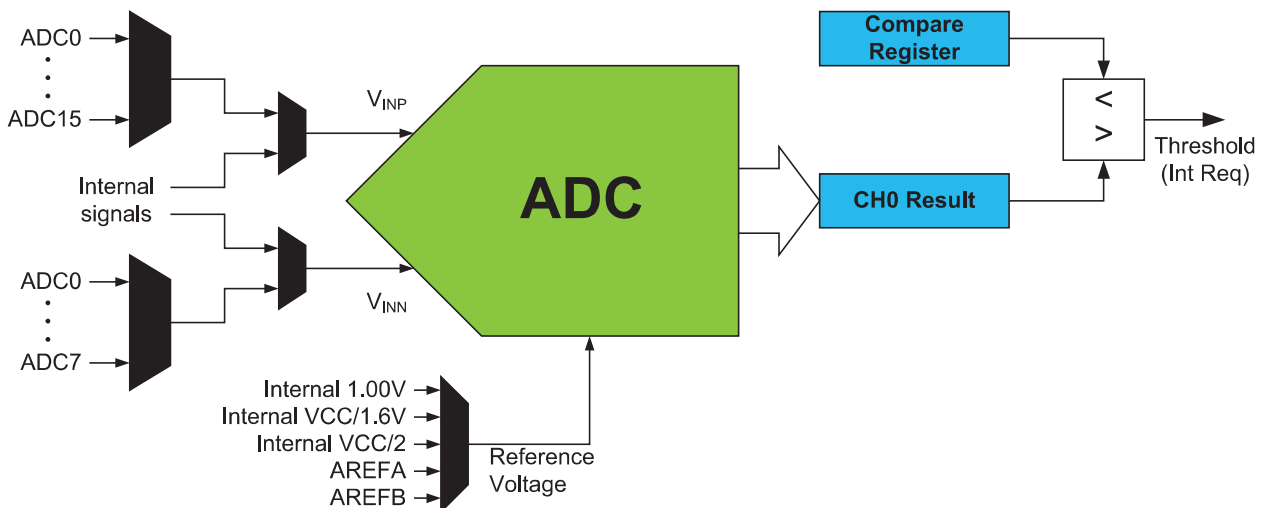 ADC0
ADC15
Internal
signals
ADC0
ADC7
VINP
VINN
ADC
Internal 1.00V
Internal VCC/1.6V
Internal VCC/2
AREFA
AREFB
Reference
Voltage
Compare
Register
CH0 Result
<
>
Threshold
(Int Req)